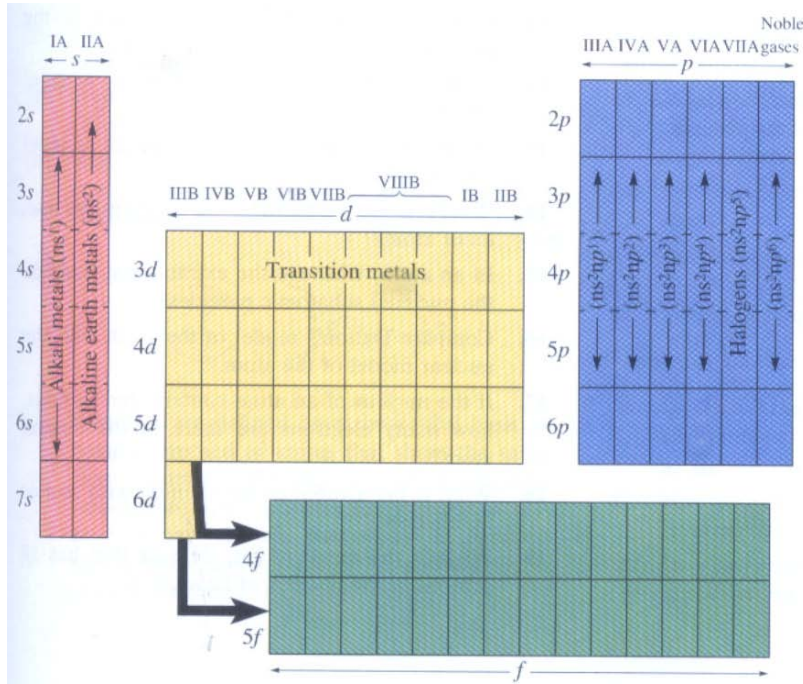 IA IIA
s
2s
3s
4s
5s
6s
7s
Alkali metals (ns¹)
Alkaline earth metals (ns²)
VIIIB
IIIB IVB VB VIB VIIB IB IIB
d
3d
4d
5d
6d
Transition metals
Noble
IIIA IVA VA VIA VIIA gases
p
2p
3p
4p
5p
6p
(ns²np¹)
(ns²np²)
(ns²np³)
(ns²np⁴)
Halogens (ns²np⁵)
(ns²np⁶)
4f
5f
f